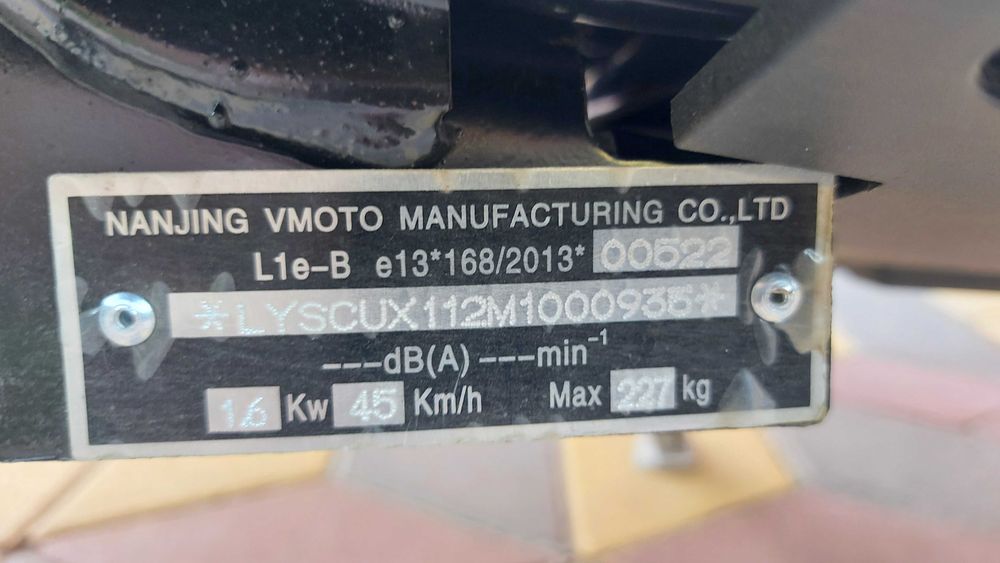 NANJING VMOTO MANUFACTURING CO.,LTD
L1e-B e13*168/2013* 00522
*LYSCUX112M1000935*
---dB(A) ---min⁻¹
1.6 Kw 45 Km/h Max 227 kg